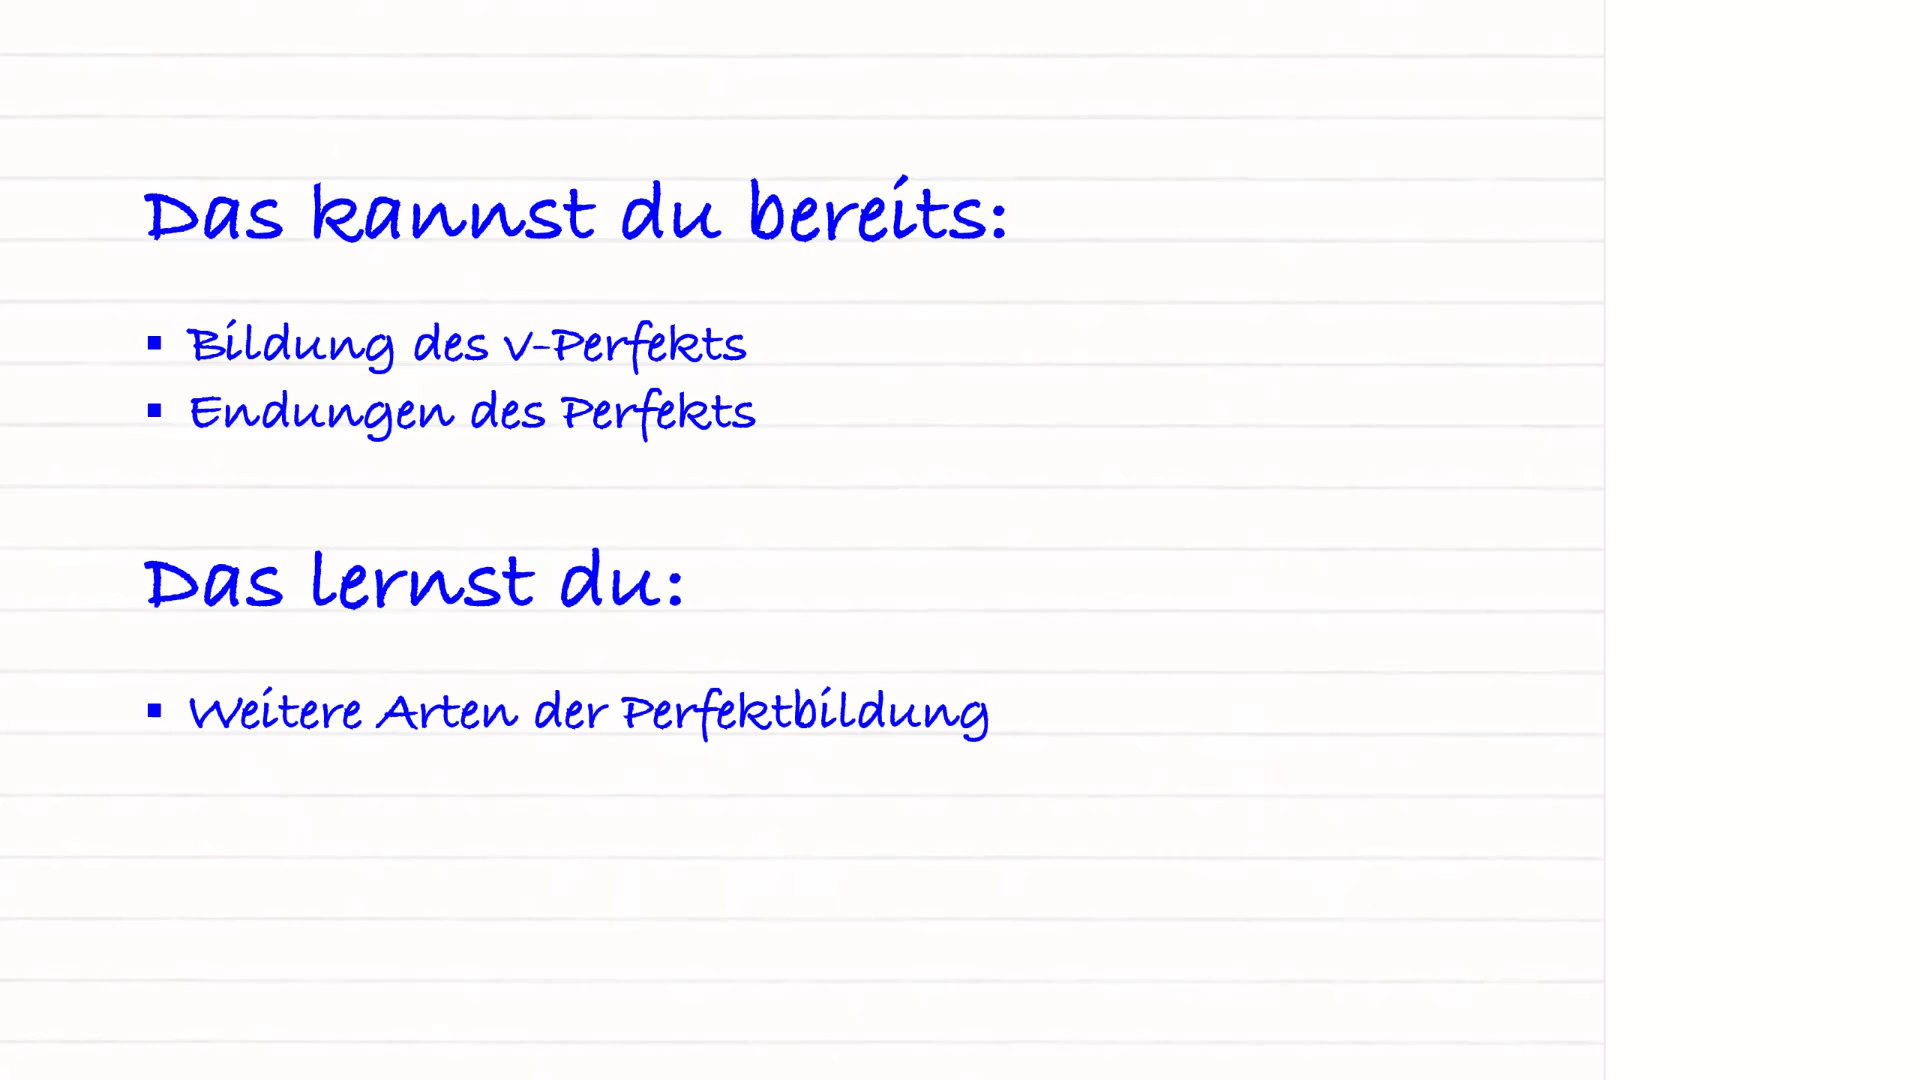 Das kannst du bereits:
▪ Bildung des v-Perfekts
▪ Endungen des Perfekts
Das lernst du:
▪ Weitere Arten der Perfektbildung